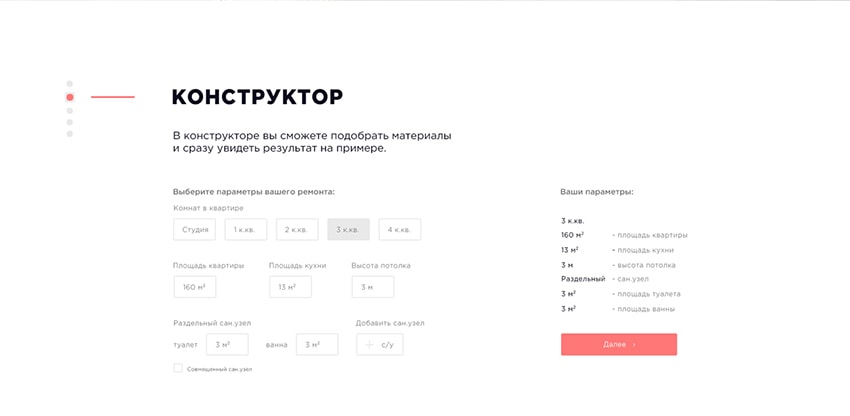 КОНСТРУКТОР
В конструкторе вы сможете подобрать материалы
и сразу увидеть результат на примере.
Выберите параметры вашего ремонта:
Комнат в квартире
Студия 1 к.кв. 2 к.кв. 3 к.кв. 4 к.кв.
Площадь квартиры Площадь кухни Высота потолка
160 м² 13 м² 3 м
Раздельный сан.узел Добавить сан.узел
туалет 3 м² ванна 3 м² + с/у
Совмещенный сан.узел
Ваши параметры:
3 к.кв.
160 м² - площадь квартиры
13 м² - площадь кухни
3 м - высота потолка
Раздельный - сан.узел
3 м² - площадь туалета
3 м² - площадь ванны
Далее ›